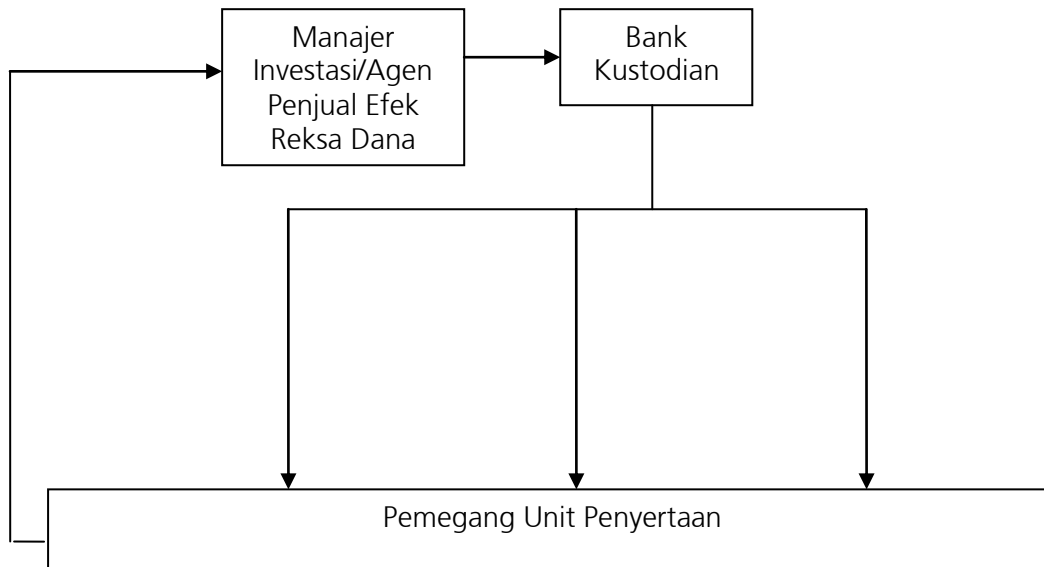 Manajer
Investasi/Agen
Penjual Efek
Reksa Dana
Bank
Kustodian
Pemegang Unit Penyertaan